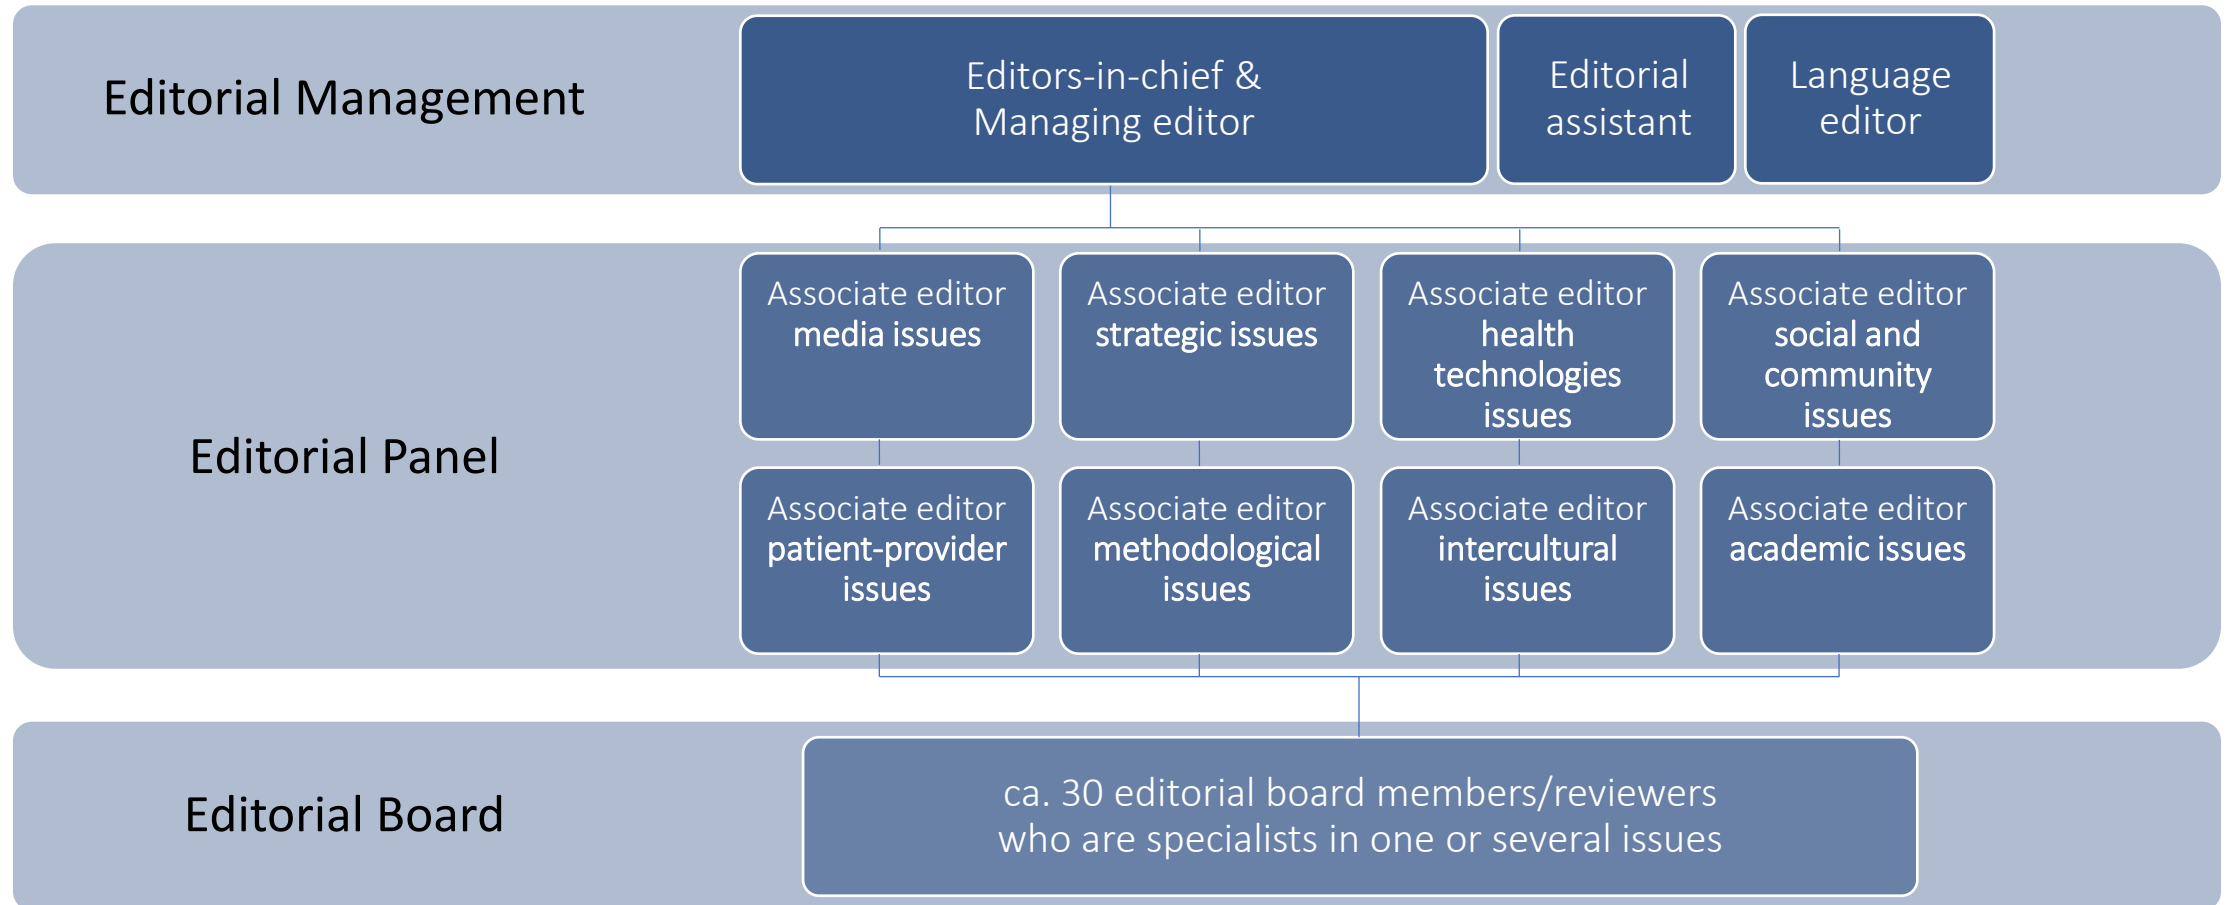 Editorial Management
Editors-in-chief &
Managing editor
Editorial
assistant
Language
editor
Editorial Panel
Associate editor
media issues
Associate editor
strategic issues
Associate editor
health
technologies
issues
Associate editor
social and
community
issues
Associate editor
patient-provider
issues
Associate editor
methodological
issues
Associate editor
intercultural
issues
Associate editor
academic issues
Editorial Board
ca. 30 editorial board members/reviewers
who are specialists in one or several issues